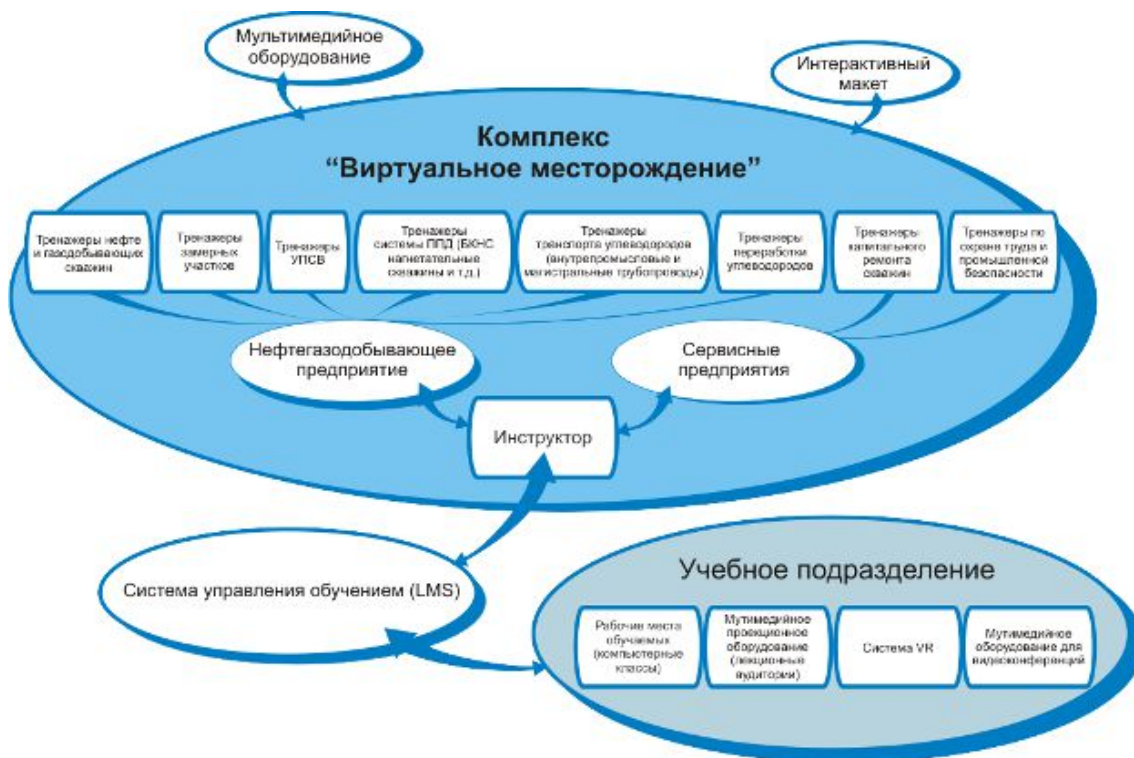 Мультимедийное
оборудование
Интерактивный
макет
Комплекс
“Виртуальное месторождение”
Тренажеры нефте
и газодобывающих
скважин
Тренажеры
замерных
участков
Тренажеры
УПСВ
Тренажеры
системы ППД (БКНС
нагнетательные
скважины и т.д.)
Тренажеры
транспорта углеводородов
(внутрепромысловые и
магистральные трубопроводы)
Тренажеры
переработки
углеводородов
Тренажеры
капитального
ремонта
скважин
Тренажеры по
охране труда и
промышленной
безопасности
Нефтегазодобывающее
предприятие
Сервисные
предприятия
Инструктор
Система управления обучением (LMS)
Учебное подразделение
Рабочие места
обучаемых
(компьютерные
классы)
Мутимедийное
проекционное
оборудование
(лекционные
аудитории)
Система VR
Мутимедийное
оборудование для
видеоконференций